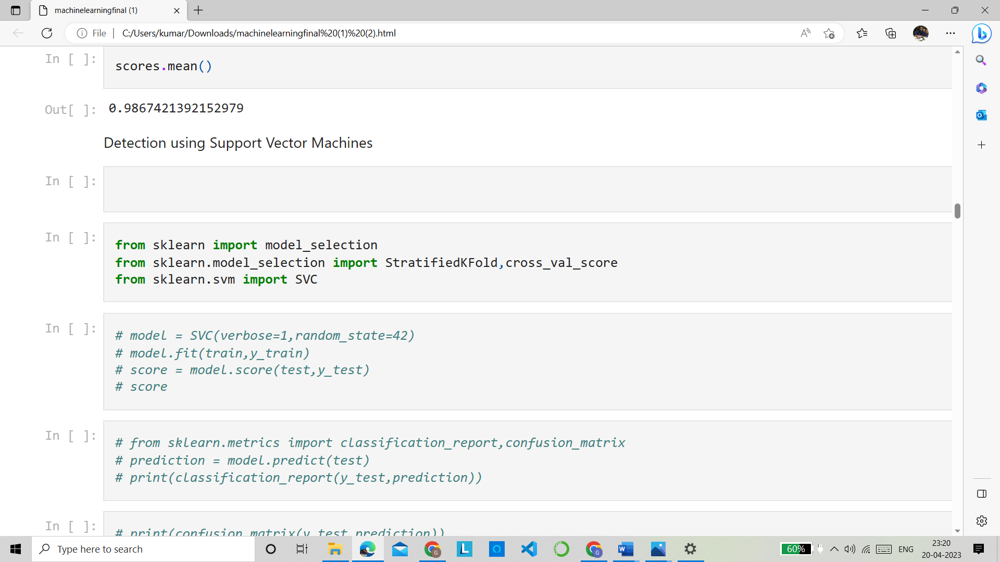 machinelearningfinal (1)
File
C:/Users/kumar/Downloads/machinelearningfinal%20(1)%20(2).html
In [ ]:
scores.mean()
Out[ ]:
0.9867421392152979
Detection using Support Vector Machines
In [ ]:
In [ ]:
from sklearn import model_selection
from sklearn.model_selection import StratifiedKFold,cross_val_score
from sklearn.svm import SVC
In [ ]:
# model = SVC(verbose=1,random_state=42)
# model.fit(train,y_train)
# score = model.score(test,y_test)
# score
In [ ]:
# from sklearn.metrics import classification_report,confusion_matrix
# prediction = model.predict(test)
# print(classification_report(y_test,prediction))
In [ ]:
# print(confusion_matrix(y_test,prediction))
Type here to search
60%
ENG
23:20
20-04-2023